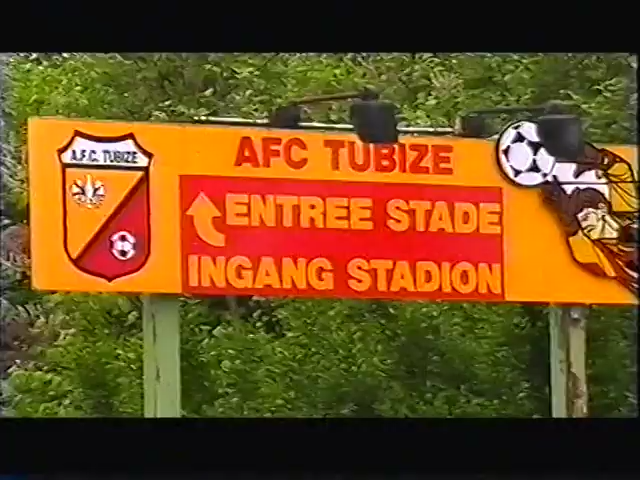 A.F.C. TUBIZE
AFC TUBIZE
ENTREE STADE
INGANG STADION